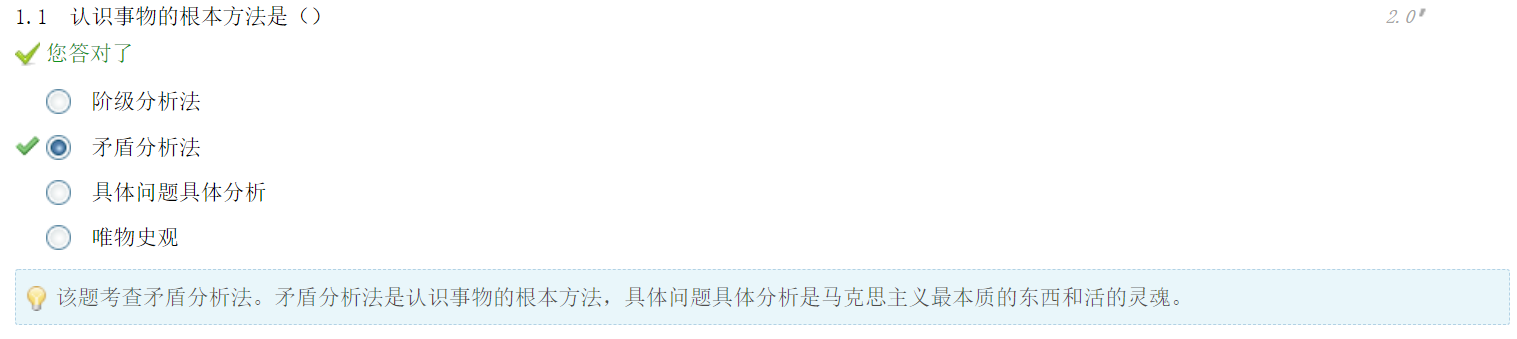 1.1 认识事物的根本方法是（） 2.0'
您答对了
阶级分析法
矛盾分析法
具体问题具体分析
唯物史观
该题考查矛盾分析法。矛盾分析法是认识事物的根本方法，具体问题具体分析是马克思主义最本质的东西和活的灵魂。